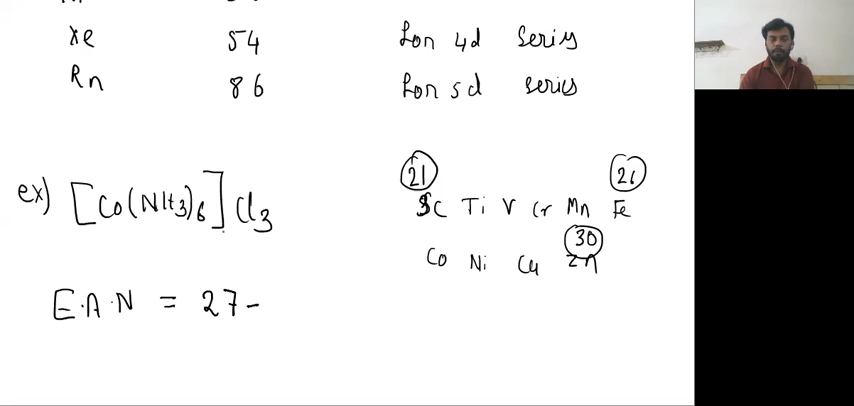 Xe 54 for 4d series
Rn 86 for 5d series
ex) [Co(NH3)6]Cl3
21 26
Sc Ti V Cr Mn Fe
30
Co Ni Cu Zn
E.A.N = 27-